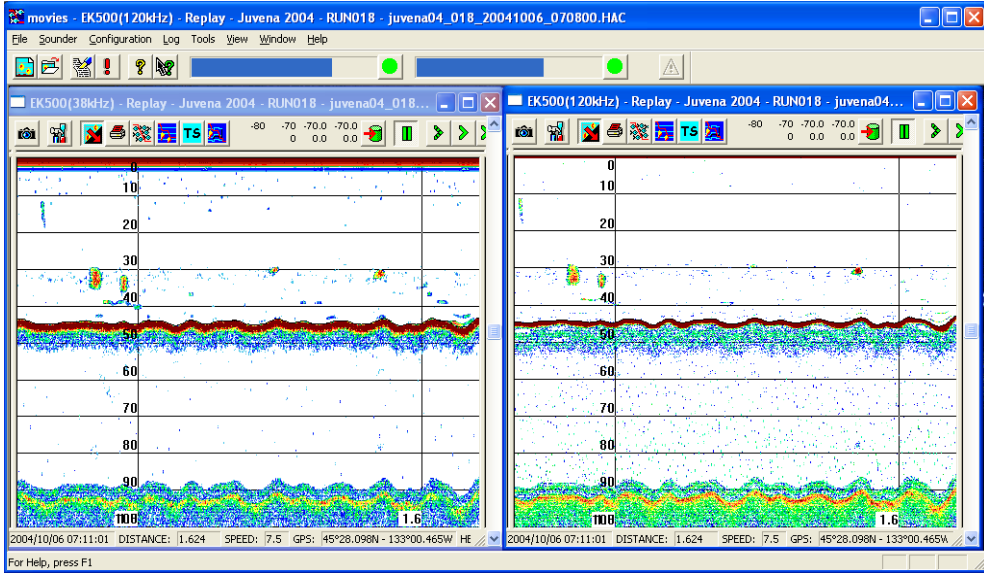 movies - EK500(120kHz) - Replay - Juvena 2004 - RUN018 - juvena04_018_20041006_070800.HAC
File Sounder Configuration Log Tools View Window Help
EK500(38kHz) - Replay - Juvena 2004 - RUN018 - juvena04_018...
TS
-80 -70 -70.0 -70.0
0 0.0 0.0
0
10
20
30
40
50
60
70
80
90
1108
1.6
2004/10/06 07:11:01 DISTANCE: 1.624 SPEED: 7.5 GPS: 45°28.098N - 133°00.465W HE
EK500(120kHz) - Replay - Juvena 2004 - RUN018 - juvena04...
TS
-80 -70 -70.0 -70.0
0 0 0.0 0.0
0
10
20
30
40
50
60
70
80
90
1108
1.6
2004/10/06 07:11:01 DISTANCE: 1.624 SPEED: 7.5 GPS: 45°28.098N - 133°00.465W
For Help, press F1